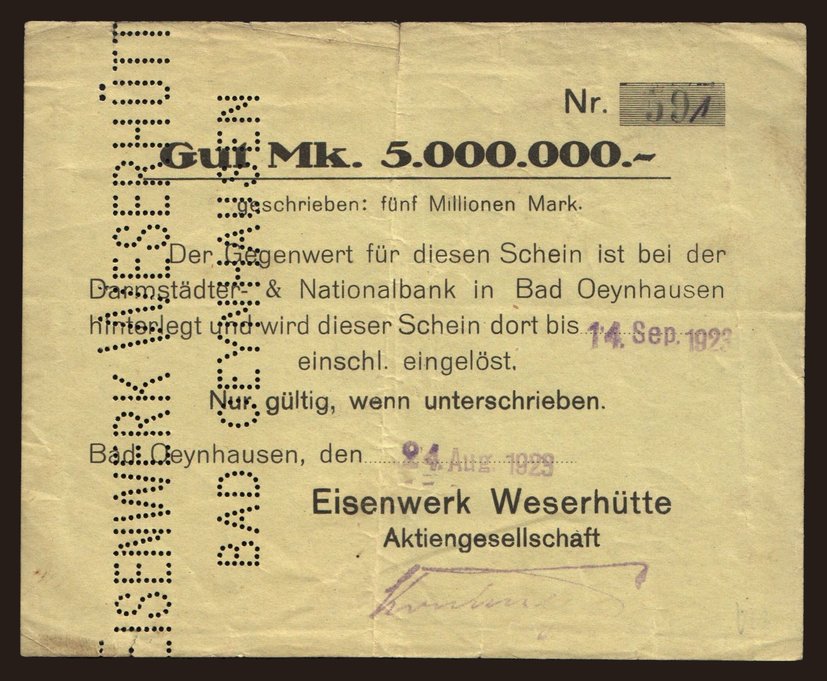 Nr. 591
Gut Mk. 5.000.000.-
geschrieben: fünf Millionen Mark.
Der Gegenwert für diesen Schein ist bei der
Darmstädter- & Nationalbank in Bad Oeynhausen
hinterlegt und wird dieser Schein dort bis 14. Sep. 1923
einschl. eingelöst.
Nur gültig, wenn unterschrieben.
Bad Oeynhausen, den 24. Aug. 1923
Eisenwerk Weserhütte
Aktiengesellschaft
EISENWERK WESERHÜTT
BAD OEYNHAUSEN